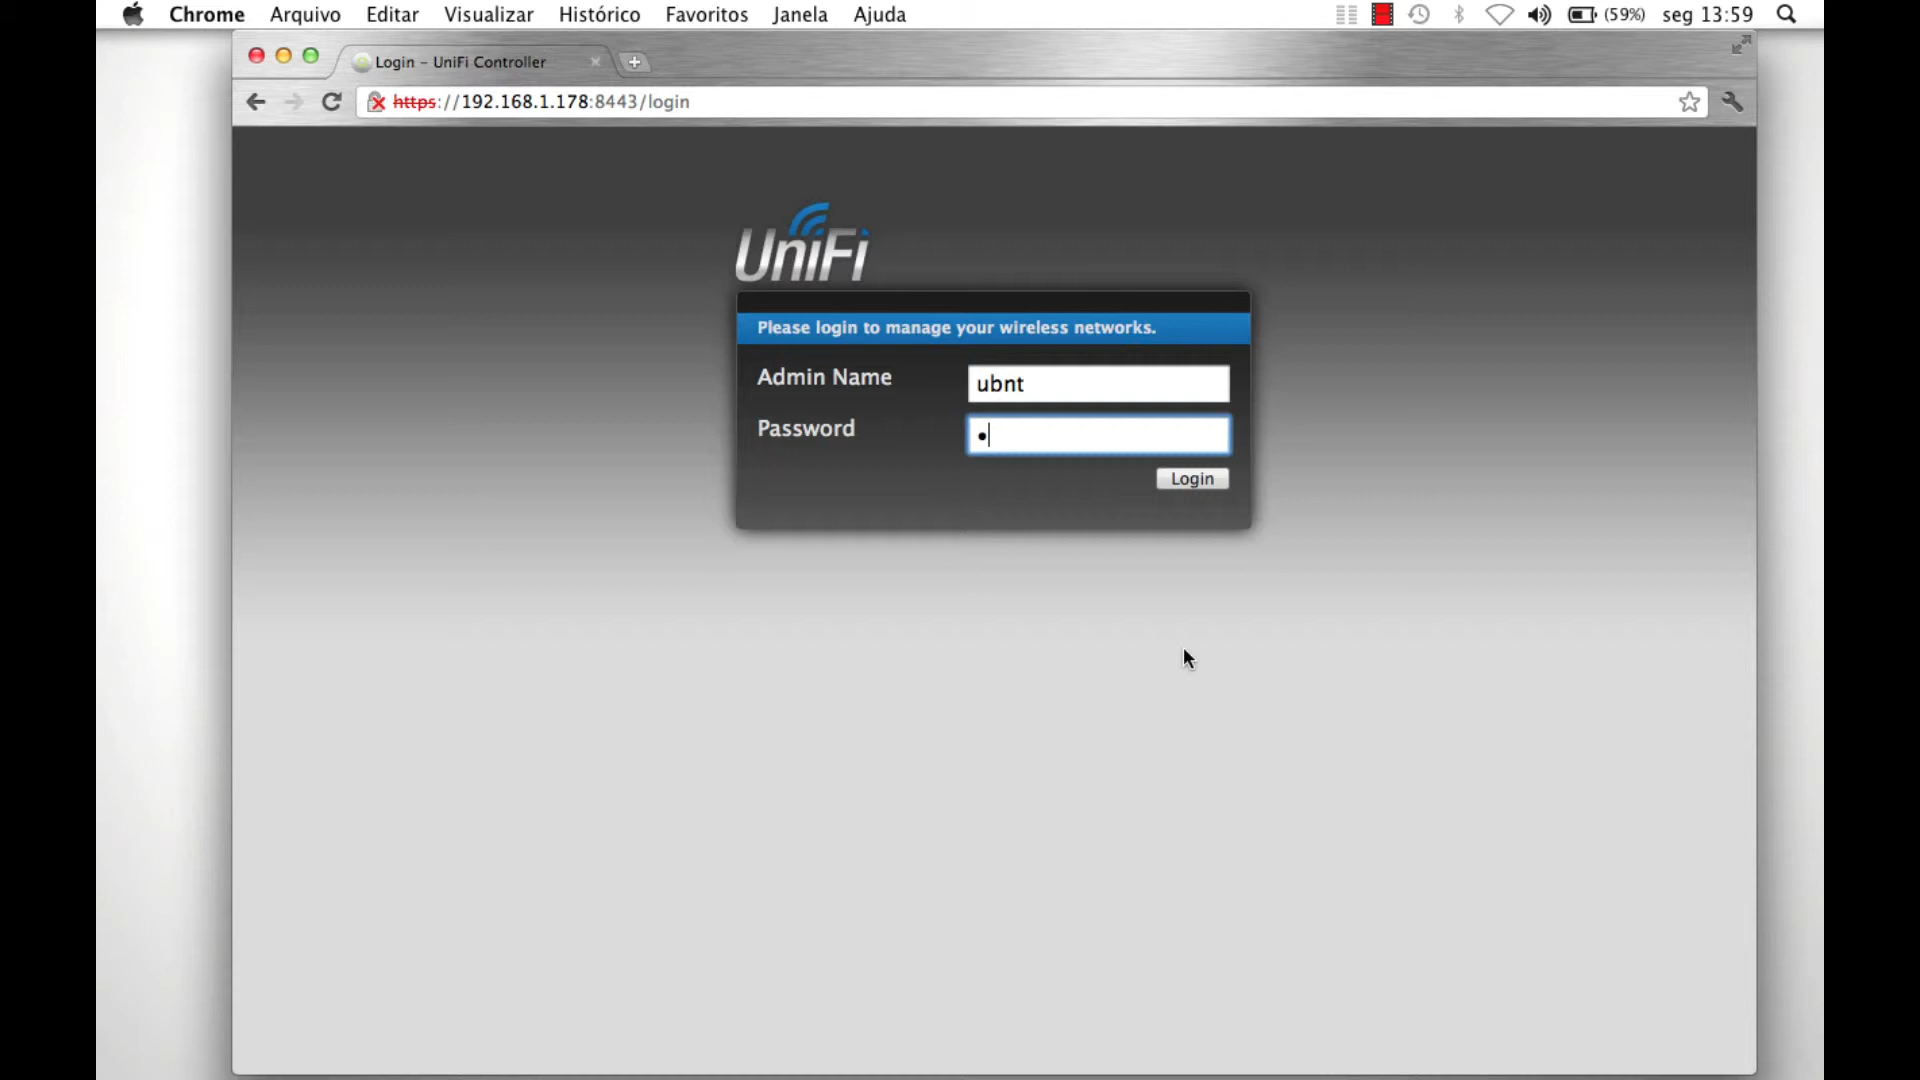 Chrome Arquivo Editar Visualizar Histórico Favoritos Janela Ajuda (59%) seg 13:59
Login – UniFi Controller
https://192.168.1.178:8443/login
UniFi
Please login to manage your wireless networks.
Admin Name ubnt
Password •
Login